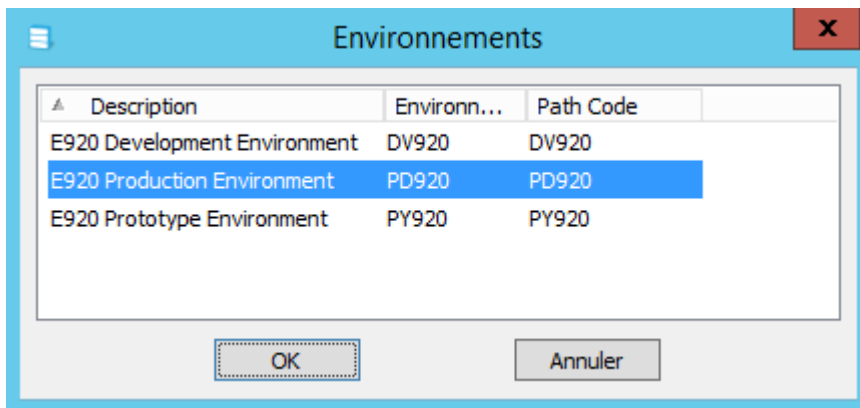 Environnements
x
Description Environn... Path Code
E920 Development Environment DV920 DV920
E920 Production Environment PD920 PD920
E920 Prototype Environment PY920 PY920
OK Annuler